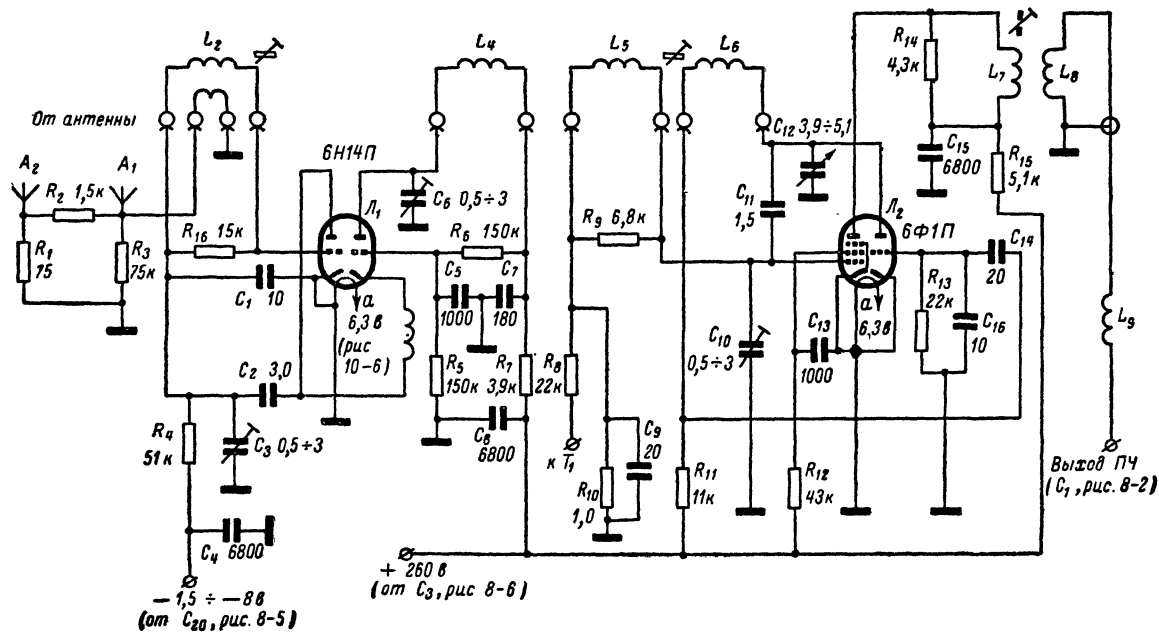 L₂
L₄
L₅
L₆
R₁₄
4,3к
L₇
L₈
От антенны
6Н14П
C₁₂ 3,9÷5,1
C₁₅
6800
R₁₅
5,1к
A₂
A₁
R₂ 1,5к
C₆ 0,5÷3
Л₁
C₁₁
1,5
Л₂
6Ф1П
R₁₆ 15к
R₆ 150к
R₉ 6,8к
C₁₄
20
R₁
75
R₃
75к
C₁ 10
C₅
1000
C₇
180
а
6,3в
(рис
10-6)
а
6,3в
R₁₃
22к
C₁₆
10
L₉
C₁₀
0,5÷3
C₁₃
1000
C₂ 3,0
R₅
150к
R₇
3,9к
R₈
22к
R₄
51к
C₃ 0,5÷3
C₈
6800
к T₁
C₉
20
R₁₀
1,0
R₁₁
11к
R₁₂
43к
Выход ПЧ
(C₁, рис. 8-2)
C₄ 6800
+ 260в
(от C₃, рис 8-6)
— 1,5 ÷ —8в
(от C₂₀, рис. 8-5)